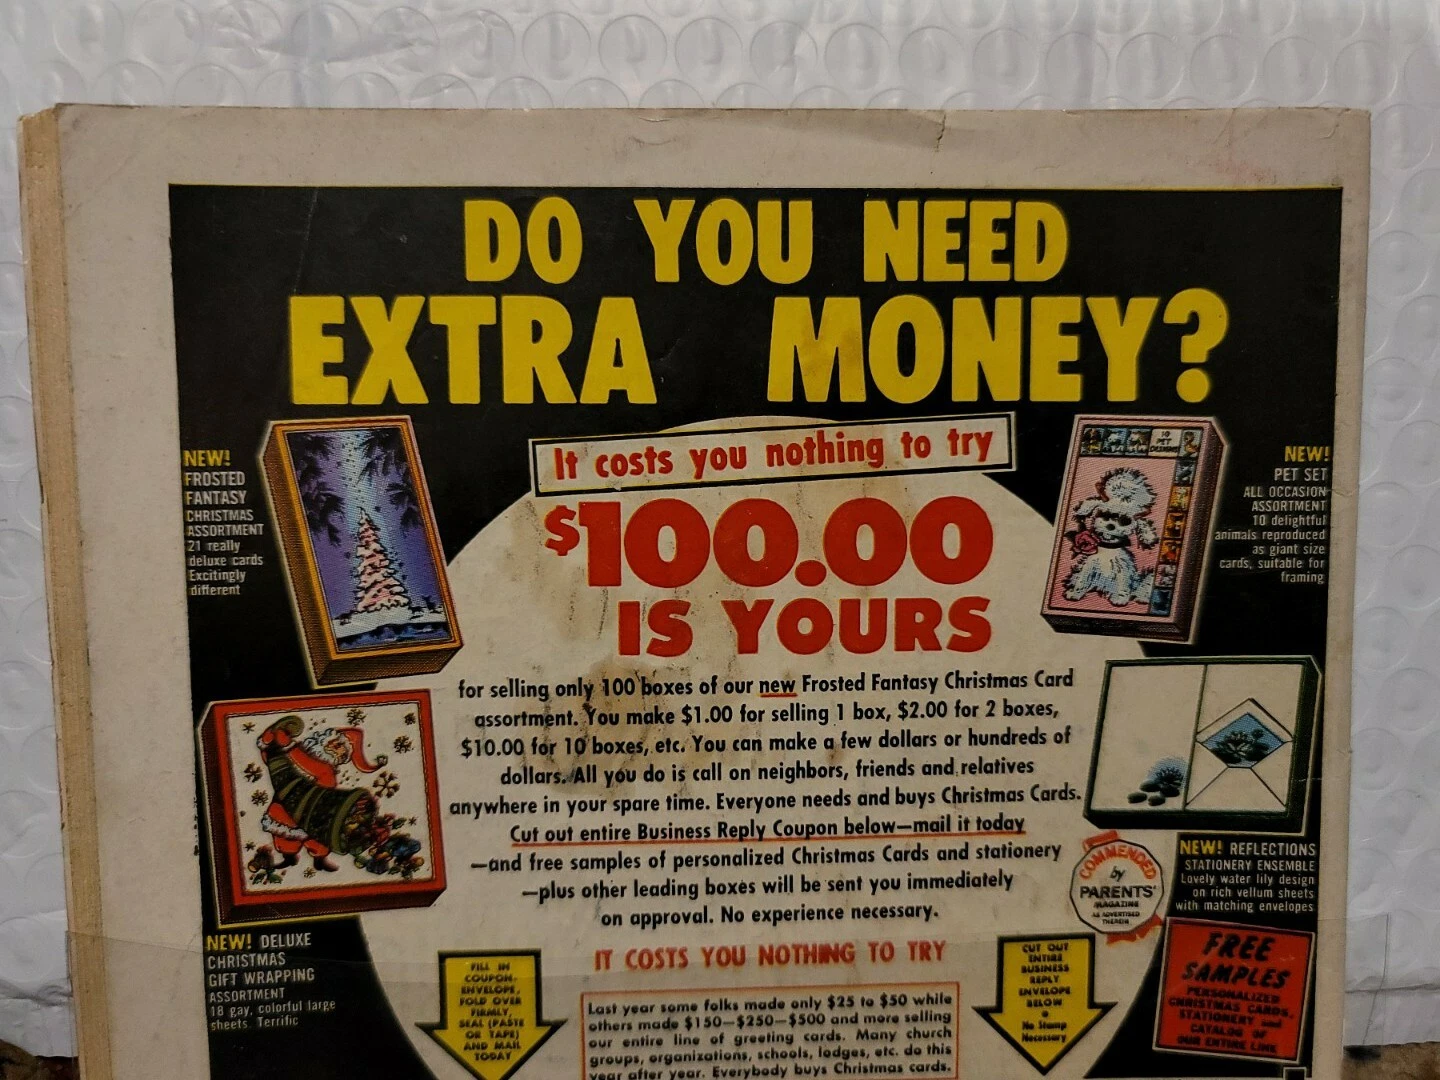 DO YOU NEED
EXTRA MONEY?
It costs you nothing to try
$100.00
IS YOURS
for selling only 100 boxes of our new Frosted Fantasy Christmas Card
assortment. You make $1.00 for selling 1 box, $2.00 for 2 boxes,
$10.00 for 10 boxes, etc. You can make a few dollars or hundreds of
dollars. All you do is call on neighbors, friends and relatives
anywhere in your spare time. Everyone needs and buys Christmas Cards.
Cut out entire Business Reply Coupon below—mail it today
—and free samples of personalized Christmas Cards and stationery
—plus other leading boxes will be sent you immediately
on approval. No experience necessary.
IT COSTS YOU NOTHING TO TRY
Last year some folks made only $25 to $50 while
others made $150—$250—$500 and more selling
our entire line of greeting cards. Many church
groups, organizations, schools, lodges, etc. do this
year after year. Everybody buys Christmas cards.
NEW!
FROSTED
FANTASY
CHRISTMAS
ASSORTMENT
21 really
deluxe cards
Excitingly
different
NEW! DELUXE
CHRISTMAS
GIFT WRAPPING
ASSORTMENT
18 gay, colorful large
sheets. Terrific
FILL IN
COUPON,
ENVELOPE,
FOLD OVER
FIRMLY,
SEAL (PASTE
OR TAPE)
AND MAIL
TODAY
CUT OUT
ENTIRE
BUSINESS
REPLY
ENVELOPE
BELOW
•
No Stamp
Necessary
10
PET
DESIGNS
NEW!
PET SET
ALL OCCASION
ASSORTMENT
10 delightful
animals reproduced
as giant size
cards, suitable for
framing
NEW! REFLECTIONS
STATIONERY ENSEMBLE
Lovely water lily design
on rich vellum sheets
with matching envelopes
COMMENDED
by
PARENTS'
MAGAZINE
AS ADVERTISED
THEREIN
FREE
SAMPLES
PERSONALIZED
CHRISTMAS CARDS,
STATIONERY and
CATALOG OF
OUR ENTIRE LINE